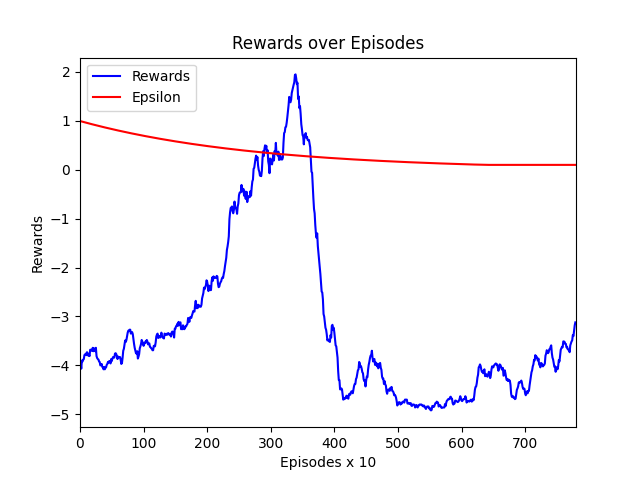 Rewards over Episodes
Rewards
Epsilon
2
1
0
−1
−2
−3
−4
−5
Rewards
0 100 200 300 400 500 600 700
Episodes x 10